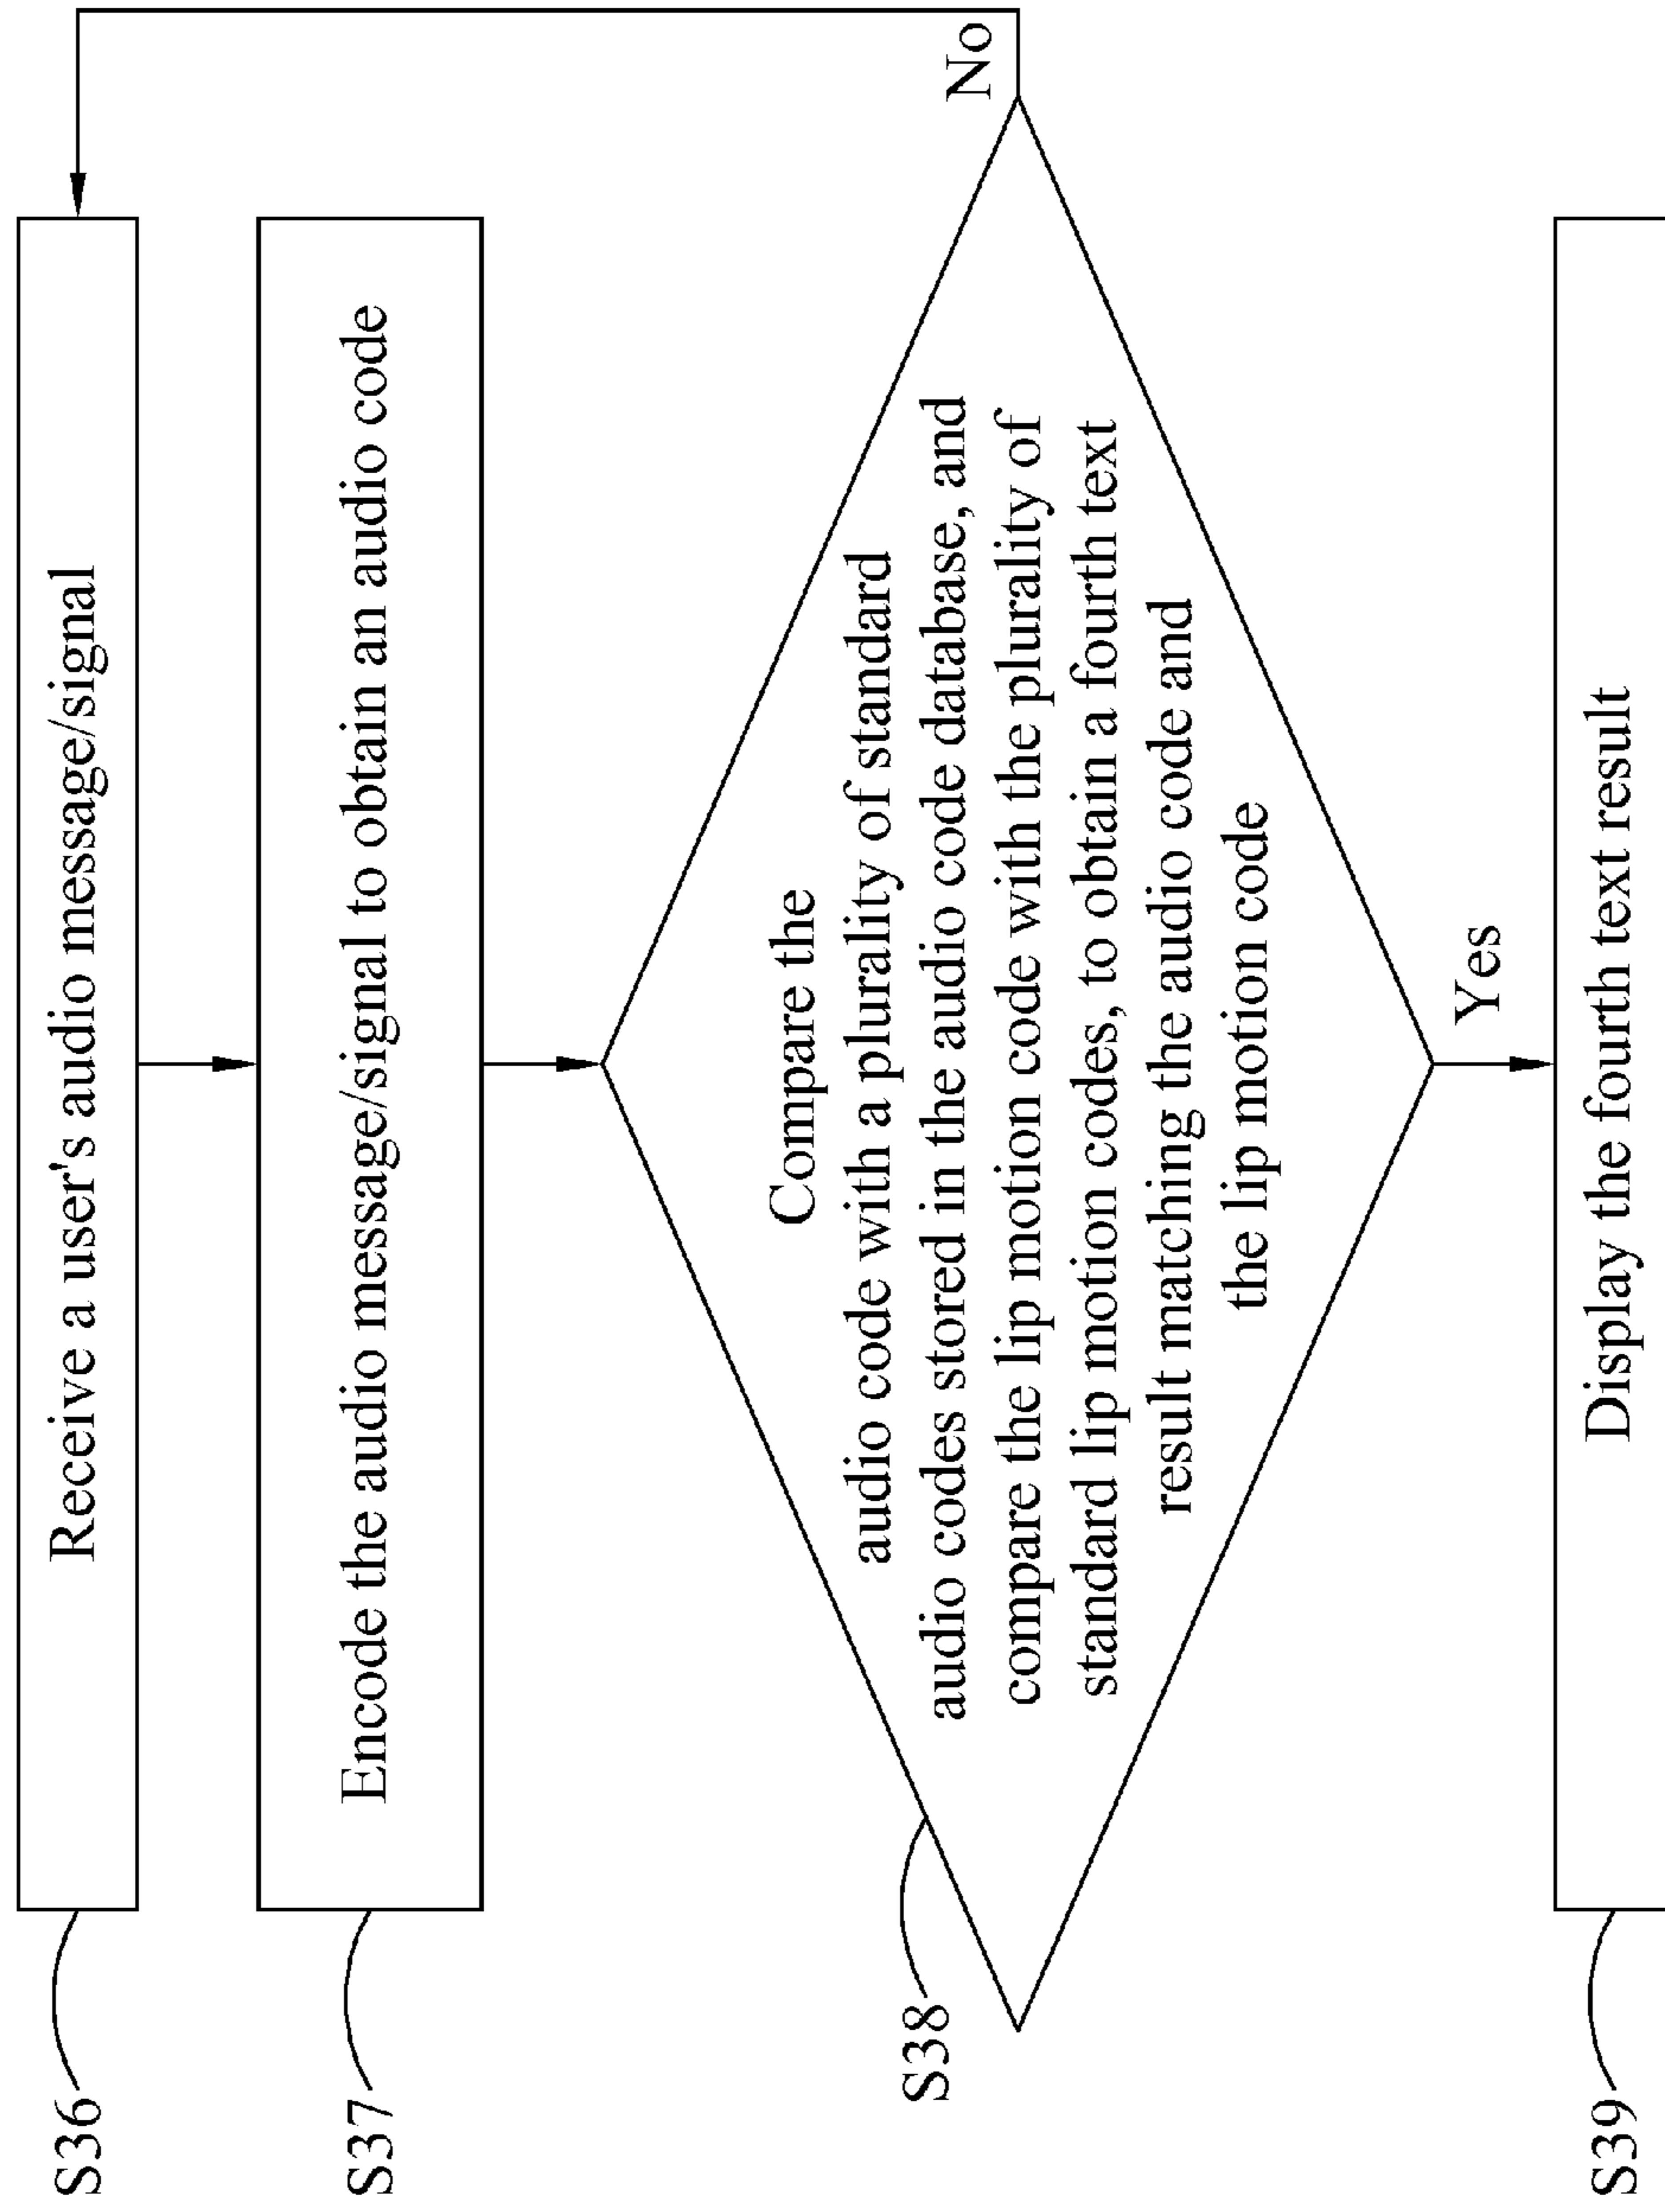 S36
Receive a user's audio message/signal
S37
Encode the audio message/signal to obtain an audio code
S38
Compare the
audio code with a plurality of standard
audio codes stored in the audio code database, and
compare the lip motion code with the plurality of
standard lip motion codes, to obtain a fourth text
result matching the audio code and
the lip motion code
No
Yes
S39
Display the fourth text result